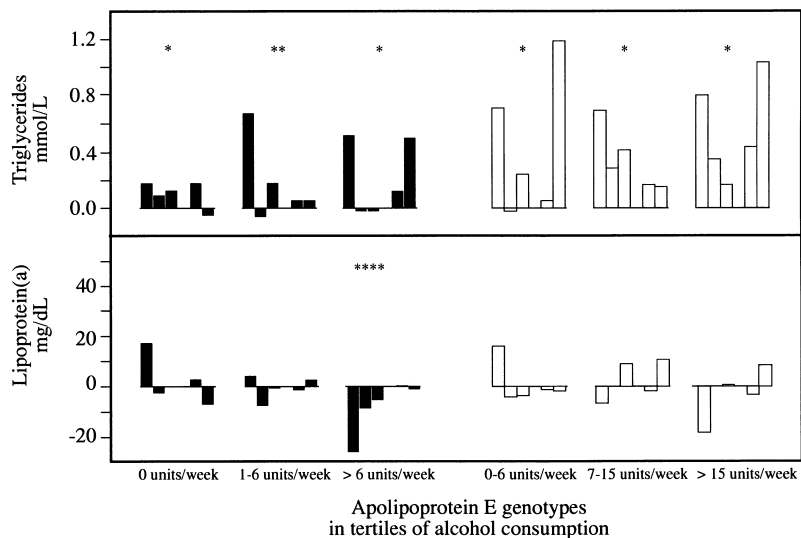 Triglycerides
mmol/L
1.2
0.8
0.4
0.0
* ** * * * *
Lipoprotein(a)
mg/dL
40
20
0
-20
****
0 units/week 1-6 units/week > 6 units/week 0-6 units/week 7-15 units/week > 15 units/week
Apolipoprotein E genotypes
in tertiles of alcohol consumption